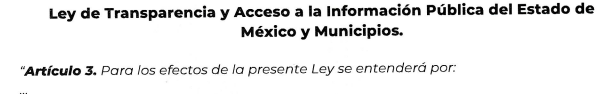 Ley de Transparencia y Acceso a la Información Pública del Estado de
México y Municipios.
“Artículo 3. Para los efectos de la presente Ley se entenderá por:
...